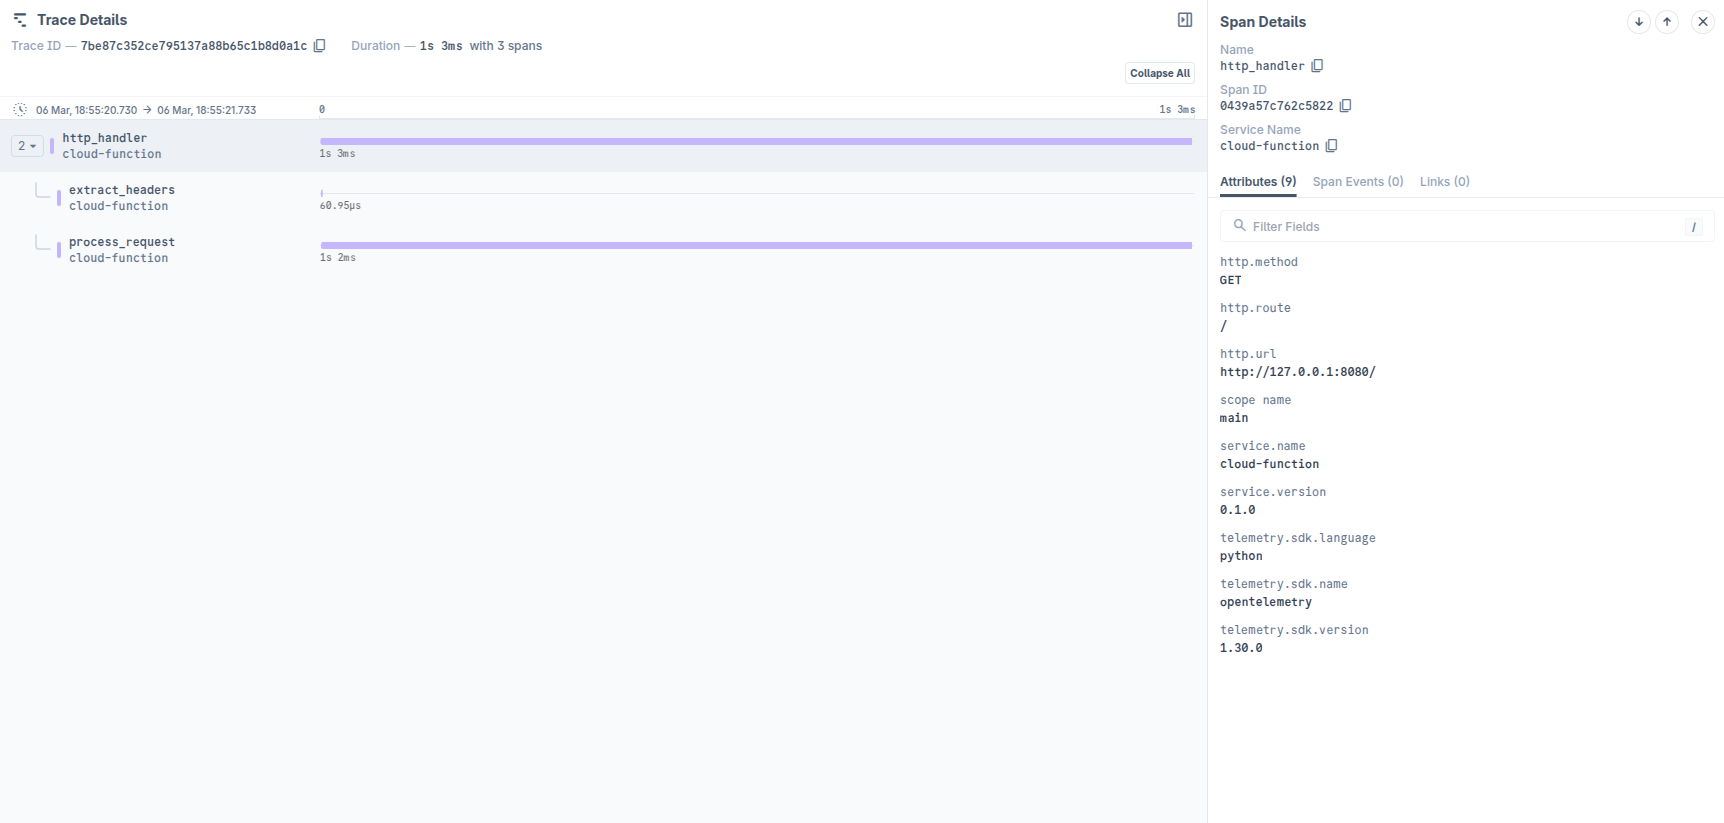 Trace Details
Trace ID — 7be87c352ce795137a88b65c1b8d0a1c Duration — 1s 3ms with 3 spans
Collapse All
06 Mar, 18:55:20.730 → 06 Mar, 18:55:21.733 0 1s 3ms
2 http_handler
cloud-function
1s 3ms
extract_headers
cloud-function
60.95µs
process_request
cloud-function
1s 2ms
Span Details
Name
http_handler
Span ID
0439a57c762c5822
Service Name
cloud-function
Attributes (9) Span Events (0) Links (0)
Filter Fields /
http.method
GET
http.route
/
http.url
http://127.0.0.1:8080/
scope name
main
service.name
cloud-function
service.version
0.1.0
telemetry.sdk.language
python
telemetry.sdk.name
opentelemetry
telemetry.sdk.version
1.30.0